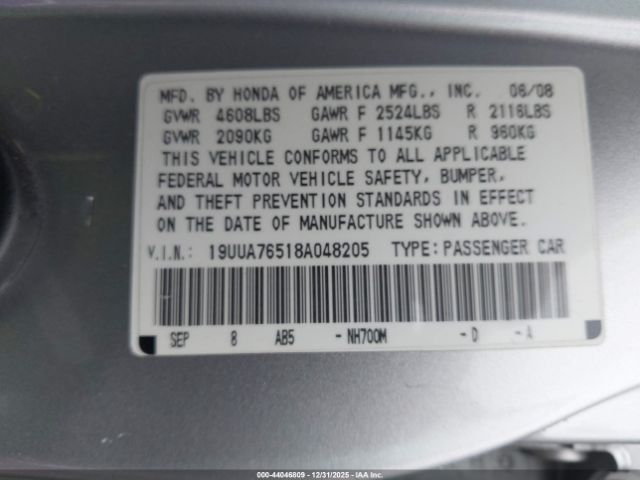 MFD. BY HONDA OF AMERICA MFG., INC. 06/08
GVWR 4608LBS GAWR F 2524LBS R 2116LBS
GVWR 2090KG GAWR F 1145KG R 960KG
THIS VEHICLE CONFORMS TO ALL APPLICABLE
FEDERAL MOTOR VEHICLE SAFETY, BUMPER,
AND THEFT PREVENTION STANDARDS IN EFFECT
ON THE DATE OF MANUFACTURE SHOWN ABOVE.
V.I.N.: 19UUA76518A048205 TYPE: PASSENGER CAR
SEP 8 AB5 - NH700M - D - A
© 44046809 - 12/31/2025 - IAA Inc.